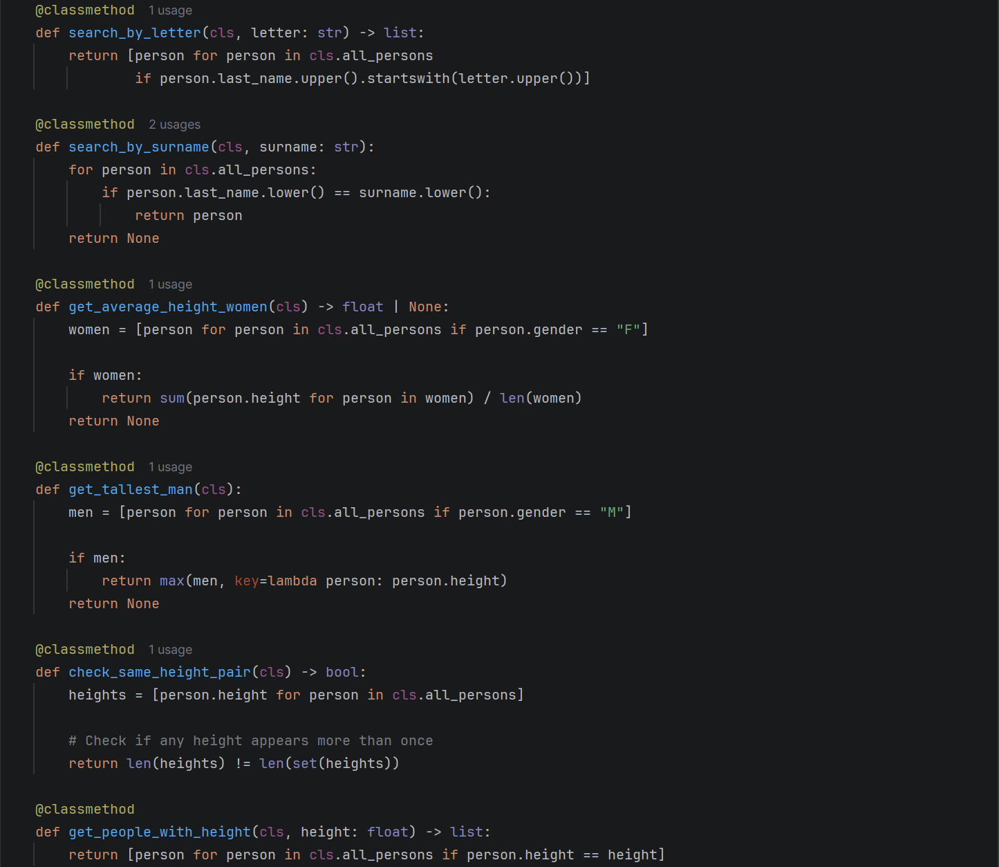 @classmethod 1 usage
def search_by_letter(cls, letter: str) -> list:
    return [person for person in cls.all_persons
            if person.last_name.upper().startswith(letter.upper())]

@classmethod 2 usages
def search_by_surname(cls, surname: str):
    for person in cls.all_persons:
        if person.last_name.lower() == surname.lower():
            return person
    return None

@classmethod 1 usage
def get_average_height_women(cls) -> float | None:
    women = [person for person in cls.all_persons if person.gender == "F"]

    if women:
        return sum(person.height for person in women) / len(women)
    return None

@classmethod 1 usage
def get_tallest_man(cls):
    men = [person for person in cls.all_persons if person.gender == "M"]

    if men:
        return max(men, key=lambda person: person.height)
    return None

@classmethod 1 usage
def check_same_height_pair(cls) -> bool:
    heights = [person.height for person in cls.all_persons]

    # Check if any height appears more than once
    return len(heights) != len(set(heights))

@classmethod
def get_people_with_height(cls, height: float) -> list:
    return [person for person in cls.all_persons if person.height == height]